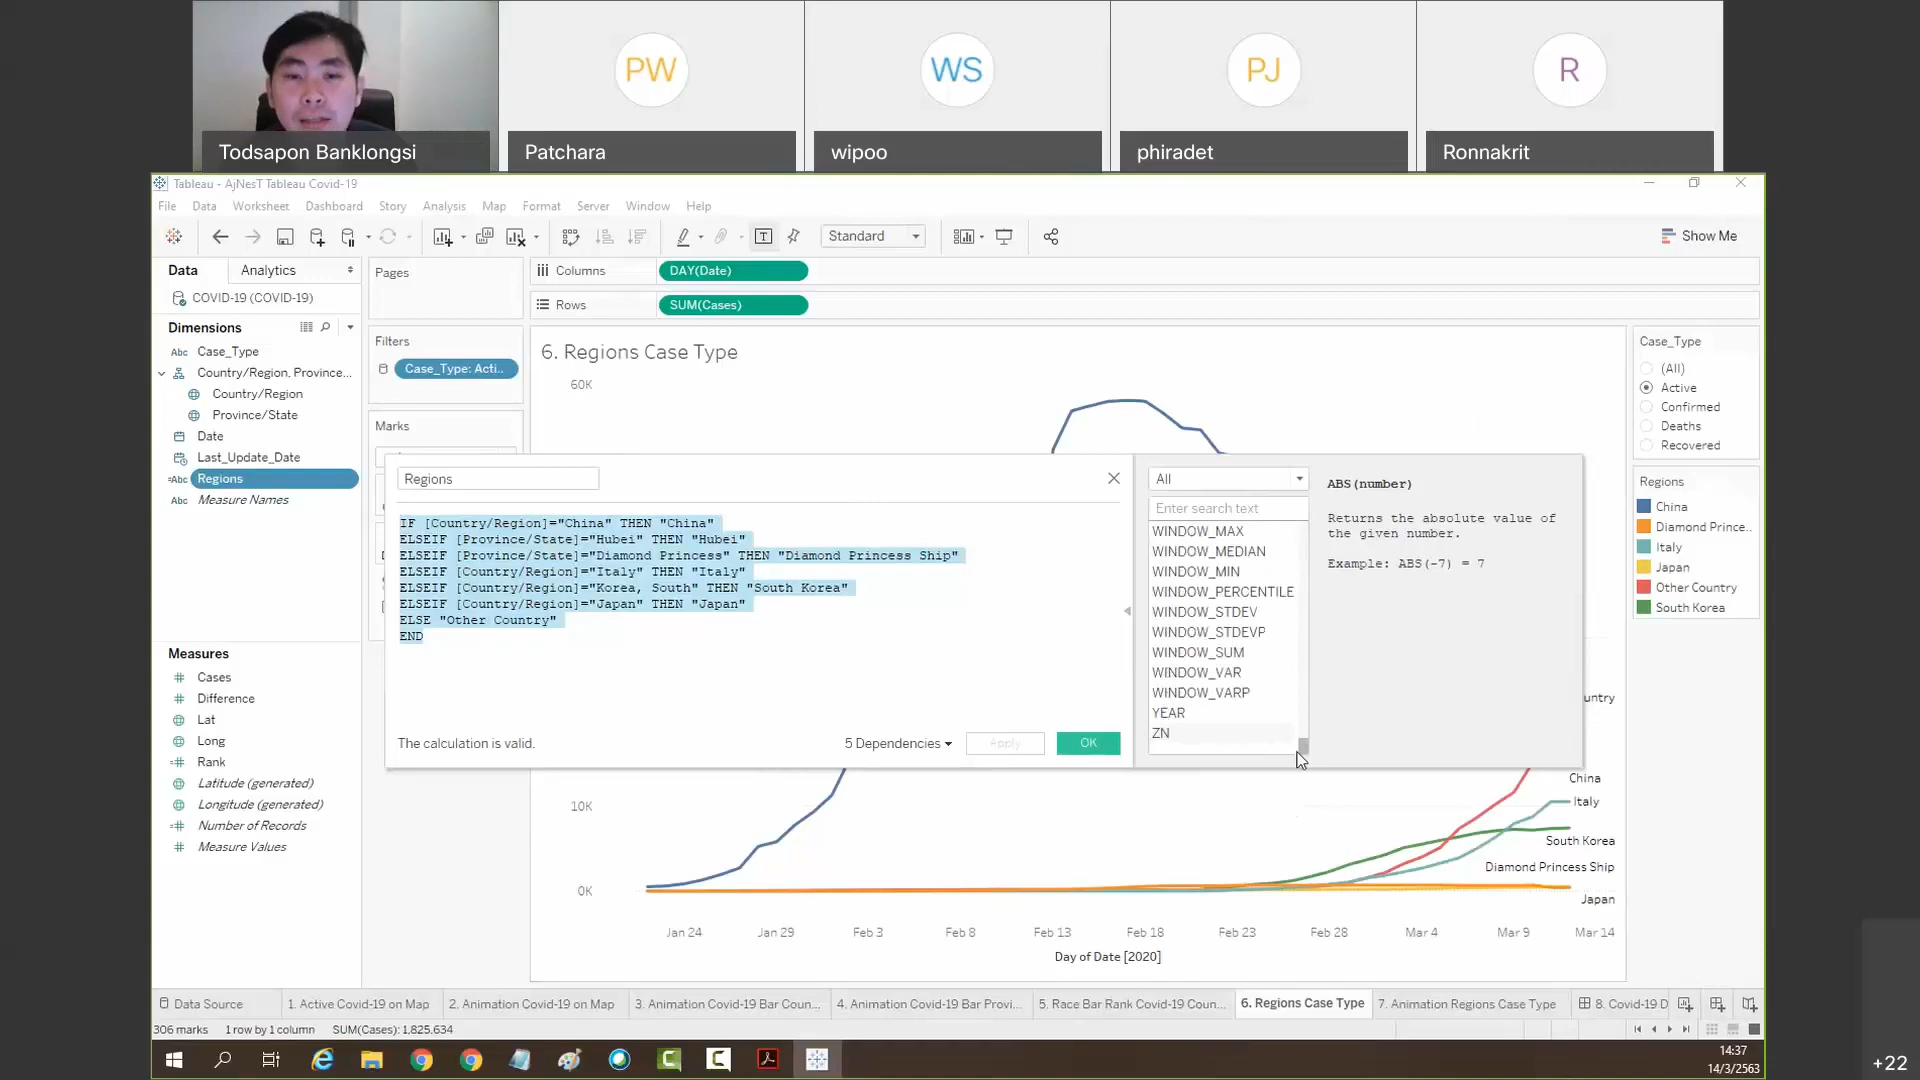 PW
WS
PJ
R
Todsapon Banklongsi
Patchara
wipoo
phiradet
Ronnakrit
Tableau - AjNesT Tableau Covid-19
File Data Worksheet Dashboard Story Analysis Map Format Server Window Help
Standard
Show Me
Data
Analytics
COVID-19 (COVID-19)
Dimensions
Abc Case_Type
Country/Region, Province...
Country/Region
Province/State
Date
Last_Update_Date
=Abc Regions
Abc Measure Names
Measures
# Cases
# Difference
Lat
Long
=# Rank
Latitude (generated)
Longitude (generated)
=# Number of Records
# Measure Values
Pages
Filters
Case_Type: Acti..
Marks
Columns
DAY(Date)
Rows
SUM(Cases)
6. Regions Case Type
60K
Regions
IF [Country/Region]="China" THEN "China"
ELSEIF [Province/State]="Hubei" THEN "Hubei"
ELSEIF [Province/State]="Diamond Princess" THEN "Diamond Princess Ship"
ELSEIF [Country/Region]="Italy" THEN "Italy"
ELSEIF [Country/Region]="Korea, South" THEN "South Korea"
ELSEIF [Country/Region]="Japan" THEN "Japan"
ELSE "Other Country"
END
The calculation is valid.
5 Dependencies
Apply
OK
All
Enter search text
WINDOW_MAX
WINDOW_MEDIAN
WINDOW_MIN
WINDOW_PERCENTILE
WINDOW_STDEV
WINDOW_STDEVP
WINDOW_SUM
WINDOW_VAR
WINDOW_VARP
YEAR
ZN
ABS(number)
Returns the absolute value of
the given number.
Example: ABS(-7) = 7
Case_Type
(All)
Active
Confirmed
Deaths
Recovered
Regions
China
Diamond Prince..
Italy
Japan
Other Country
South Korea
untry
China
Italy
South Korea
Diamond Princess Ship
Japan
10K
0K
Jan 24 Jan 29 Feb 3 Feb 8 Feb 13 Feb 18 Feb 23 Feb 28 Mar 4 Mar 9 Mar 14
Day of Date [2020]
Data Source 1. Active Covid-19 on Map 2. Animation Covid-19 on Map 3. Animation Covid-19 Bar Coun... 4. Animation Covid-19 Bar Provi... 5. Race Bar Rank Covid-19 Coun... 6. Regions Case Type 7. Animation Regions Case Type 8. Covid-19 D
306 marks 1 row by 1 column SUM(Cases): 1,825,634
14:37
14/3/2563
+22